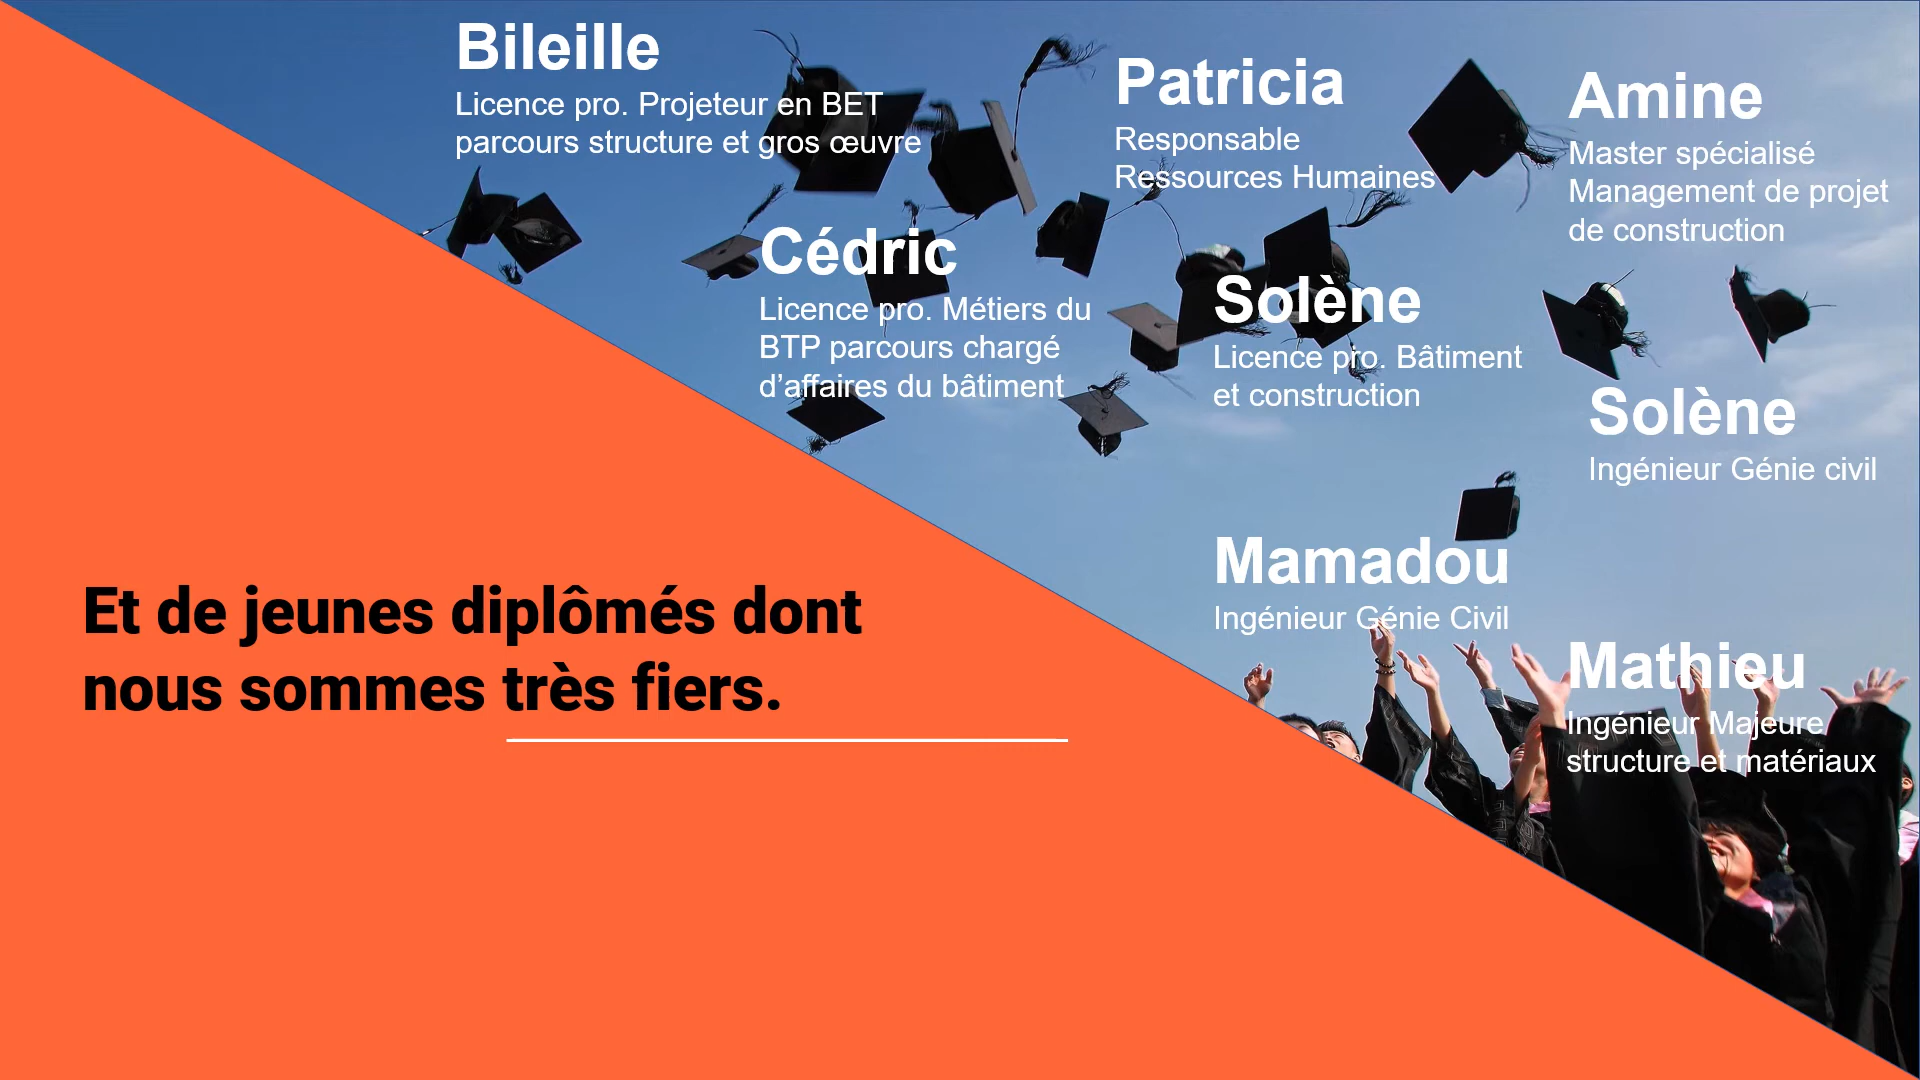 Bileille
Licence pro. Projeteur en BET
parcours structure et gros œuvre
Patricia
Responsable
Ressources Humaines
Amine
Master spécialisé
Management de projet
de construction
Cédric
Licence pro. Métiers du
BTP parcours chargé
d’affaires du bâtiment
Solène
Licence pro. Bâtiment
et construction
Solène
Ingénieur Génie civil
Mamadou
Ingénieur Génie Civil
Mathieu
Ingénieur Majeure
structure et matériaux
Et de jeunes diplômés dont
nous sommes très fiers.